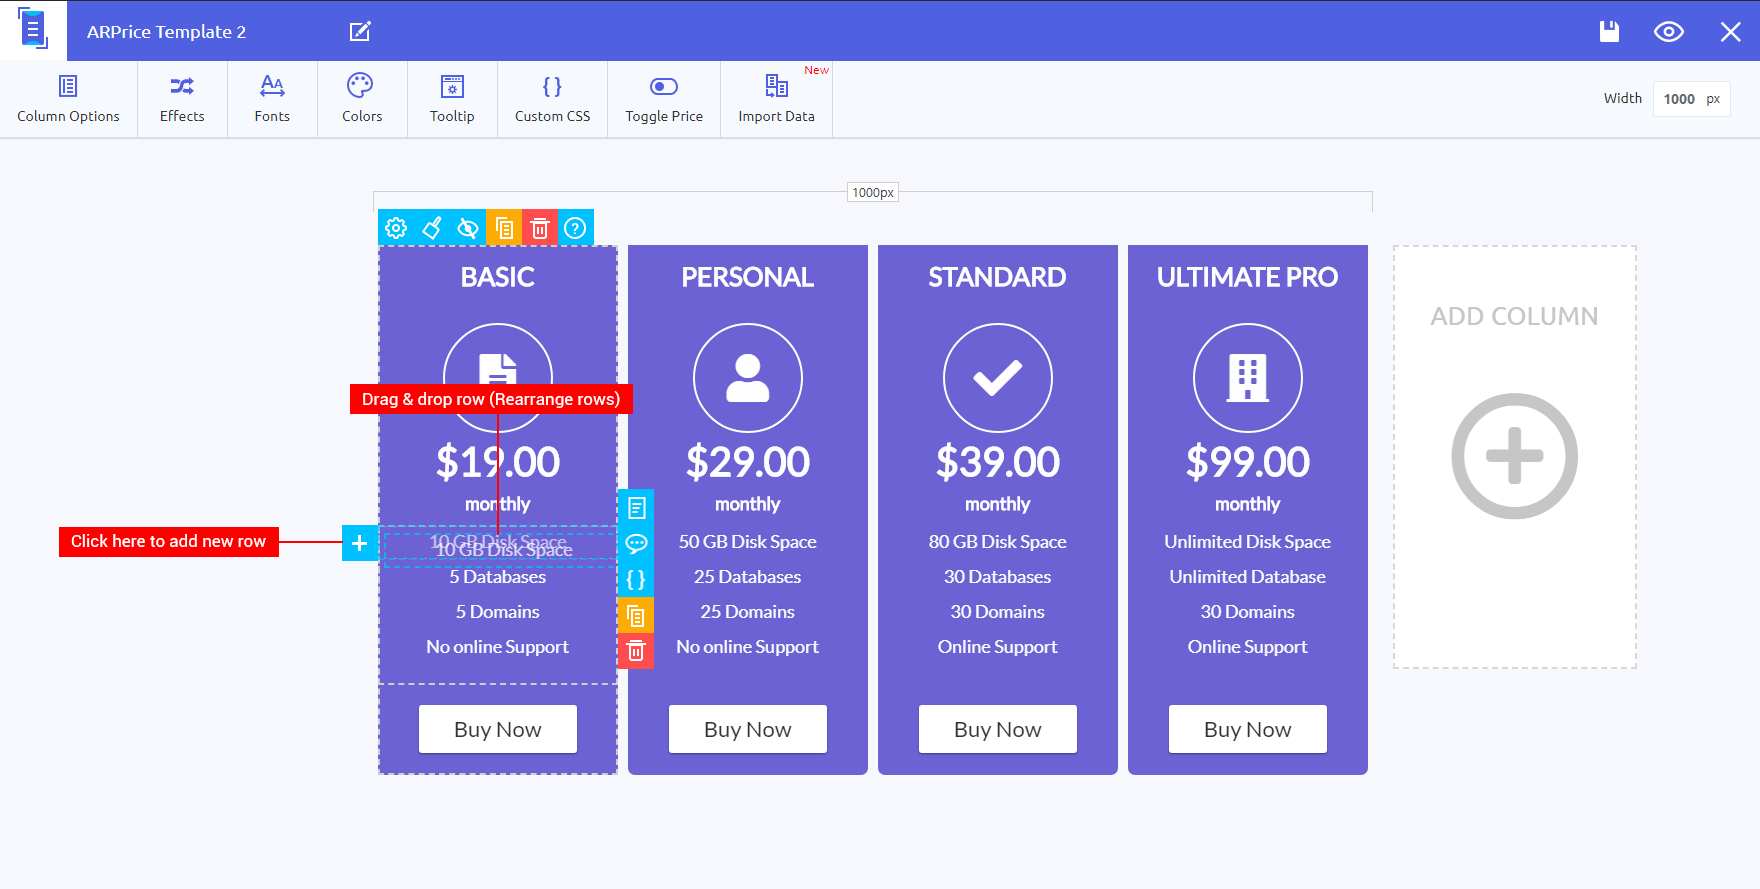 ARPrice Template 2
Column Options
Effects
Fonts
Colors
Tooltip
Custom CSS
Toggle Price
New
Import Data
Width 1000 px
1000px
BASIC
Drag & drop row (Rearrange rows)
$19.00
monthly
Click here to add new row
10 GB Disk Space
10 GB Disk Space
5 Databases
5 Domains
No online Support
Buy Now
PERSONAL
$29.00
monthly
50 GB Disk Space
25 Databases
25 Domains
No online Support
Buy Now
STANDARD
$39.00
monthly
80 GB Disk Space
30 Databases
30 Domains
Online Support
Buy Now
ULTIMATE PRO
$99.00
monthly
Unlimited Disk Space
Unlimited Database
30 Domains
Online Support
Buy Now
ADD COLUMN